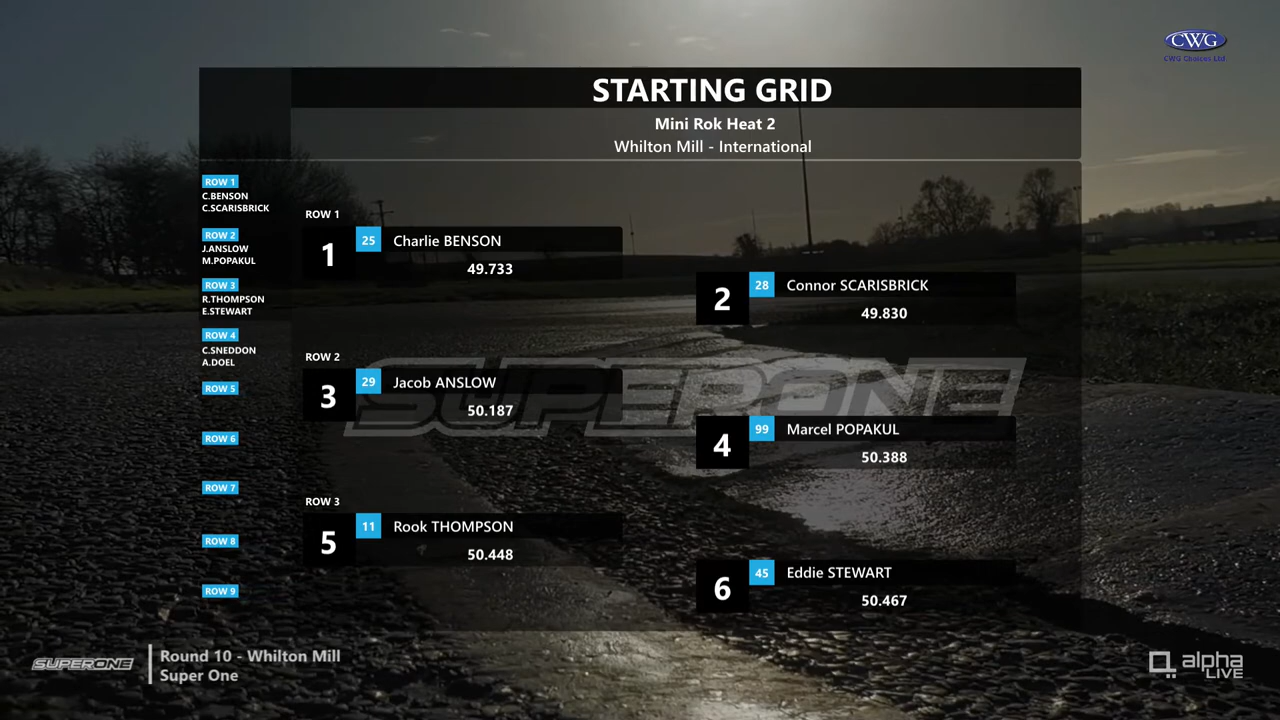 CWG
CWG Choices Ltd
STARTING GRID
Mini Rok Heat 2
Whilton Mill - International
ROW 1
C.BENSON
C.SCARISBRICK
ROW 2
J.ANSLOW
M.POPAKUL
ROW 3
R.THOMPSON
E.STEWART
ROW 4
C.SNEDDON
A.DOEL
ROW 5
ROW 6
ROW 7
ROW 8
ROW 9
ROW 1
1 25 Charlie BENSON
49.733
2 28 Connor SCARISBRICK
49.830
ROW 2
3 29 Jacob ANSLOW
50.187
4 99 Marcel POPAKUL
50.388
ROW 3
5 11 Rook THOMPSON
50.448
6 45 Eddie STEWART
50.467
SUPERONE
SUPERONE
Round 10 - Whilton Mill
Super One
alpha
LIVE